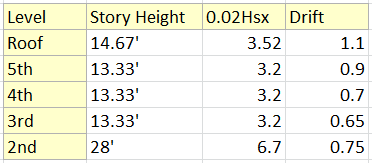 Level Story Height 0.02Hsx Drift
Roof 14.67' 3.52 1.1
5th 13.33' 3.2 0.9
4th 13.33' 3.2 0.7
3rd 13.33' 3.2 0.65
2nd 28' 6.7 0.75